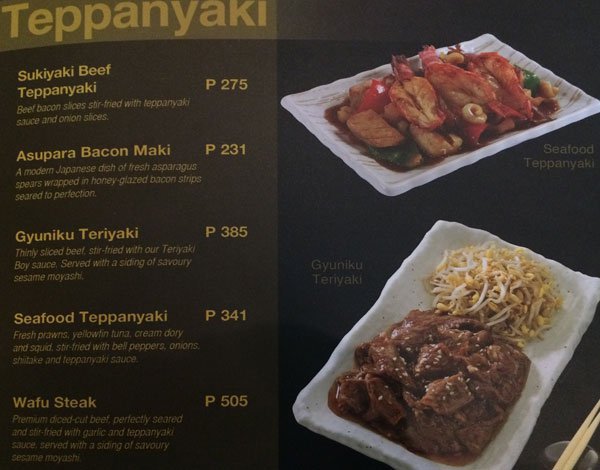 Teppanyaki
Sukiyaki Beef
Teppanyaki P 275
Beef bacon slices stir-fried with teppanyaki
sauce and onion slices.
Asupara Bacon Maki P 231
A modern Japanese dish of fresh asparagus
spears wrapped in honey-glazed bacon strips
seared to perfection.
Gyuniku Teriyaki P 385
Thinly sliced beef, stir-fried with our Teriyaki
Boy sauce. Served with a siding of savoury
sesame moyashi.
Seafood Teppanyaki P 341
Fresh prawns, yellowfin tuna, cream dory
and squid, stir-fried with bell peppers, onions,
shiitake and teppanyaki sauce.
Wafu Steak P 505
Premium diced-cut beef, perfectly seared
and stir-fried with garlic and teppanyaki
sauce, served with a siding of sesame
moyashi.
Seafood
Teppanyaki
Gyuniku
Teriyaki